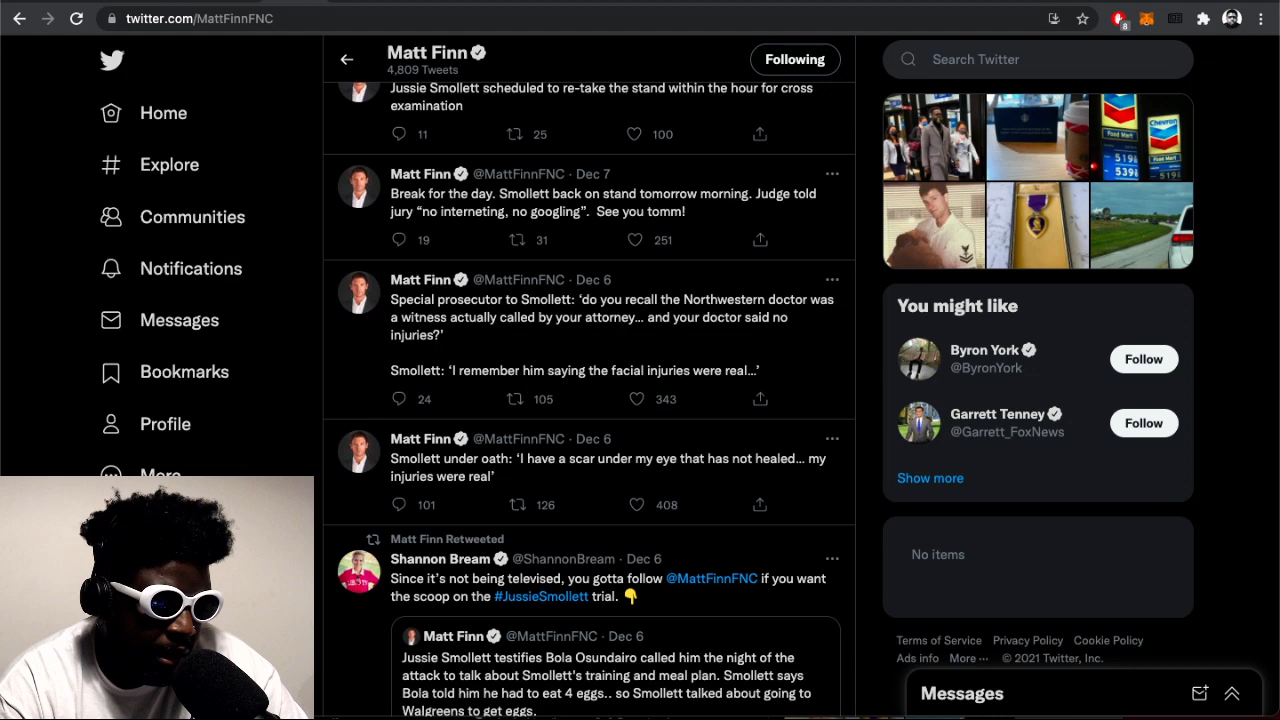 twitter.com/MattFinnFNC
8
Home
Explore
Communities
Notifications
Messages
Bookmarks
Profile
More
Matt Finn
4,809 Tweets
Following
Jussie Smollett scheduled to re-take the stand within the hour for cross
examination
11 25 100
Matt Finn @MattFinnFNC · Dec 7
Break for the day. Smollett back on stand tomorrow morning. Judge told
jury “no interneting, no googling”. See you tomm!
19 31 251
Matt Finn @MattFinnFNC · Dec 6
Special prosecutor to Smollett: ‘do you recall the Northwestern doctor was
a witness actually called by your attorney… and your doctor said no
injuries?’
Smollett: ‘I remember him saying the facial injuries were real…’
24 105 343
Matt Finn @MattFinnFNC · Dec 6
Smollett under oath: ‘I have a scar under my eye that has not healed… my
injuries were real’
101 126 408
Matt Finn Retweeted
Shannon Bream @ShannonBream · Dec 6
Since it’s not being televised, you gotta follow @MattFinnFNC if you want
the scoop on the #JussieSmollett trial. 👇
Matt Finn @MattFinnFNC · Dec 6
Jussie Smollett testifies Bola Osundairo called him the night of the
attack to talk about Smollett’s training and meal plan. Smollett says
Bola told him he had to eat 4 eggs.. so Smollett talked about going to
Walgreens to get eggs.
Search Twitter
Chevron
Food Mart
519
539
Chevron
Food Mart
519
You might like
Byron York
@ByronYork
Follow
Garrett Tenney
@Garrett_FoxNews
Follow
Show more
No items
Terms of Service Privacy Policy Cookie Policy
Ads info More ··· © 2021 Twitter, Inc.
Messages